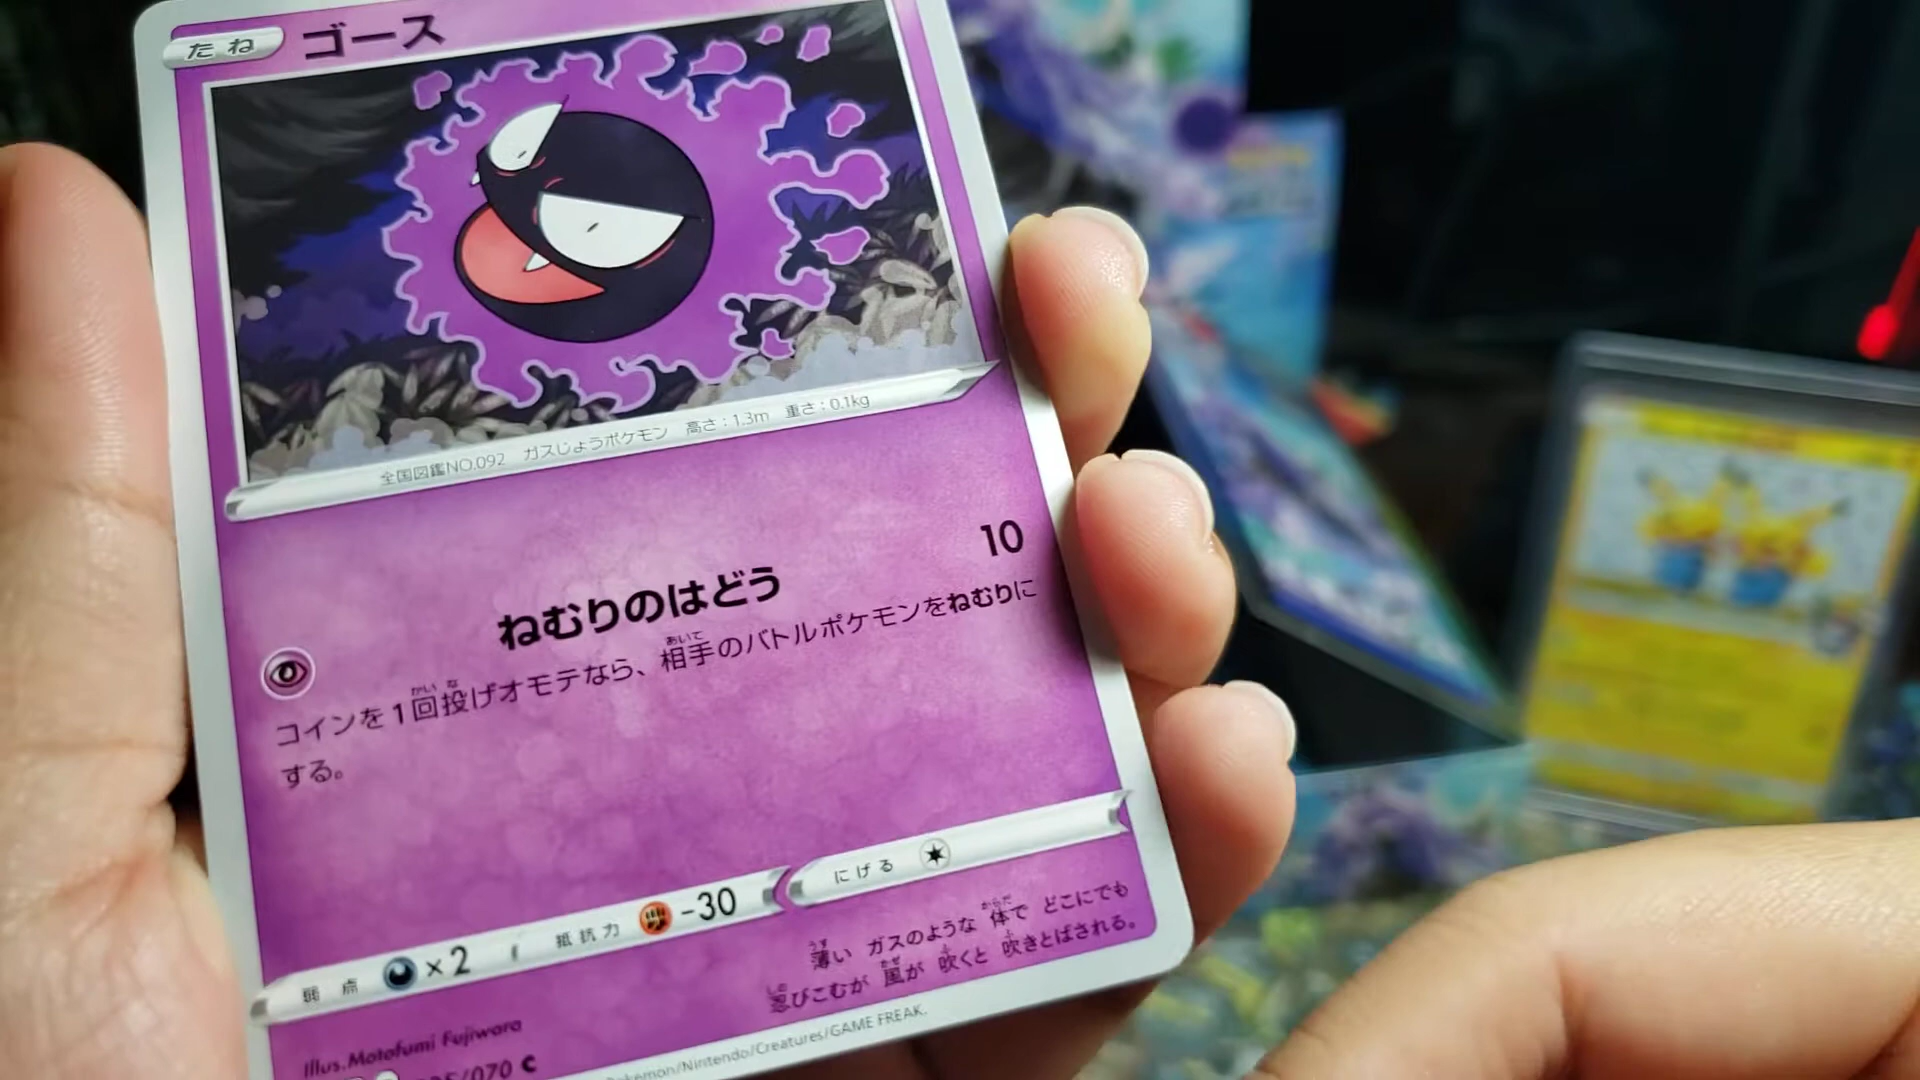 たね ゴース
全国図鑑NO.092 ガスじょうポケモン 高さ：1.3m 重さ：0.1kg
ねむりのはどう 10
コインを1回投げオモテなら、相手のバトルポケモンをねむりに
する。
弱点 ×2 抵抗力 -30 にげる
薄い ガスのような 体で どこにでも
忍びこむが 風が 吹くと 吹きとばされる。
Illus.Motofumi Fujiwara
/070 C
Pokémon/Nintendo/Creatures/GAME FREAK.